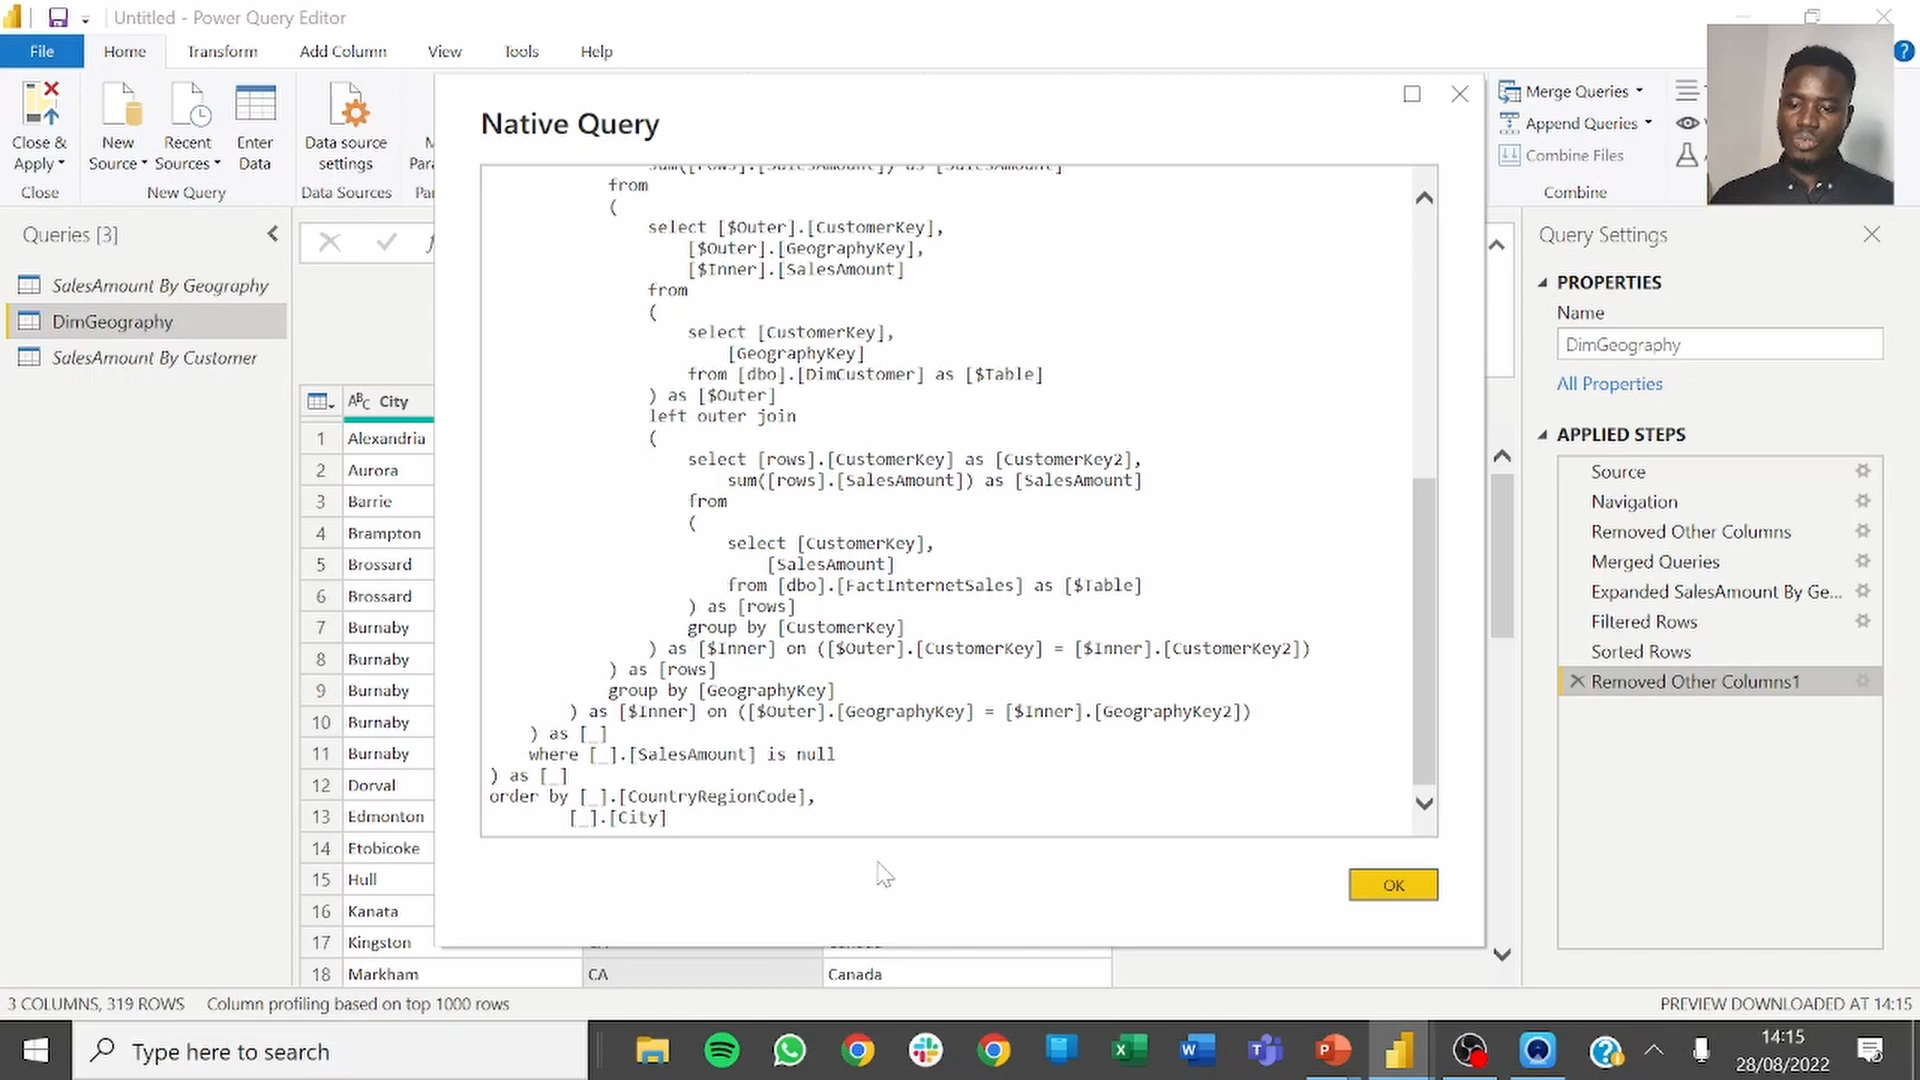 Untitled - Power Query Editor
File
Home
Transform
Add Column
View
Tools
Help
Close &
Apply
Close
New
Source
Recent
Sources
Enter
Data
New Query
Data source
settings
Data Sources
Merge Queries
Append Queries
Combine Files
Combine
Queries [3]
SalesAmount By Geography
DimGeography
SalesAmount By Customer
ABC City
1 Alexandria
2 Aurora
3 Barrie
4 Brampton
5 Brossard
6 Brossard
7 Burnaby
8 Burnaby
9 Burnaby
10 Burnaby
11 Burnaby
12 Dorval
13 Edmonton
14 Etobicoke
15 Hull
16 Kanata
17 Kingston
18 Markham CA Canada
Native Query
sum([rows].[SalesAmount]) as [SalesAmount]
from
(
select [$Outer].[CustomerKey],
[$Outer].[GeographyKey],
[$Inner].[SalesAmount]
from
(
select [CustomerKey],
[GeographyKey]
from [dbo].[DimCustomer] as [$Table]
) as [$Outer]
left outer join
(
select [rows].[CustomerKey] as [CustomerKey2],
sum([rows].[SalesAmount]) as [SalesAmount]
from
(
select [CustomerKey],
[SalesAmount]
from [dbo].[FactInternetSales] as [$Table]
) as [rows]
group by [CustomerKey]
) as [$Inner] on ([$Outer].[CustomerKey] = [$Inner].[CustomerKey2])
) as [rows]
group by [GeographyKey]
) as [$Inner] on ([$Outer].[GeographyKey] = [$Inner].[GeographyKey2])
) as [_]
where [_].[SalesAmount] is null
) as [_]
order by [_].[CountryRegionCode],
[_].[City]
OK
Query Settings
PROPERTIES
Name
DimGeography
All Properties
APPLIED STEPS
Source
Navigation
Removed Other Columns
Merged Queries
Expanded SalesAmount By Ge...
Filtered Rows
Sorted Rows
Removed Other Columns1
3 COLUMNS, 319 ROWS Column profiling based on top 1000 rows
PREVIEW DOWNLOADED AT 14:15
Type here to search
14:15
28/08/2022